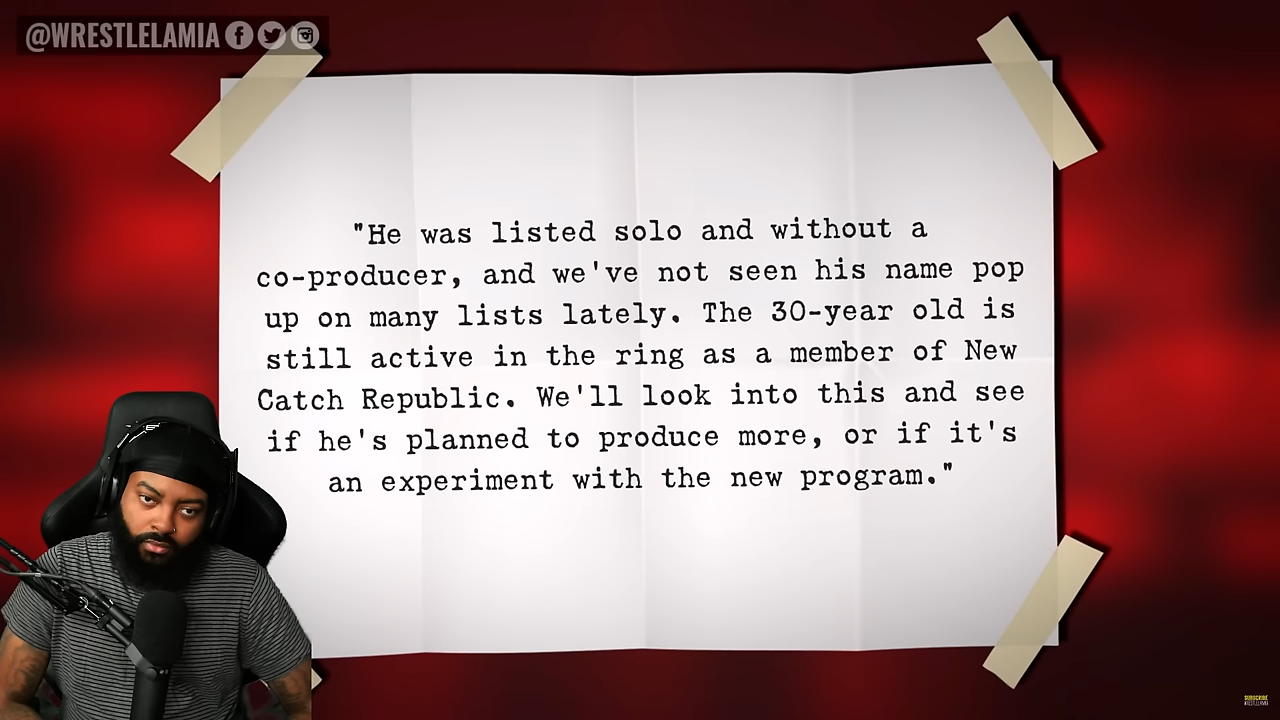 @WRESTLELAMIA
"He was listed solo and without a
co-producer, and we've not seen his name pop
up on many lists lately. The 30-year old is
still active in the ring as a member of New
Catch Republic. We'll look into this and see
if he's planned to produce more, or if it's
an experiment with the new program."
SUBSCRIBE
WRESTLELAMIA